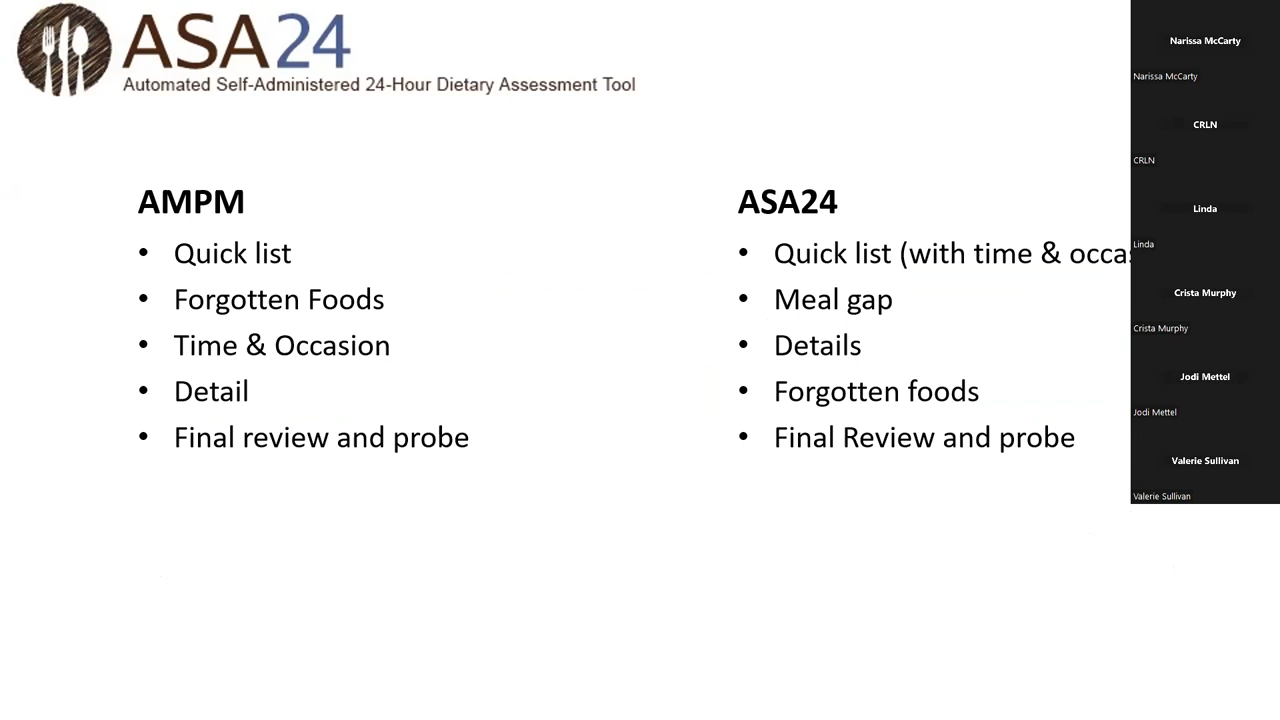 ASA24
Automated Self-Administered 24-Hour Dietary Assessment Tool
AMPM
• Quick list
• Forgotten Foods
• Time & Occasion
• Detail
• Final review and probe
ASA24
• Quick list (with time &
• Meal gap
• Details
• Forgotten foods
• Final Review and probe
Narissa McCarty
Narissa McCarty
CRLN
CRLN
Linda
Linda
Crista Murphy
Crista Murphy
Jodi Mettel
Jodi Mettel
Valerie Sullivan
Valerie Sullivan